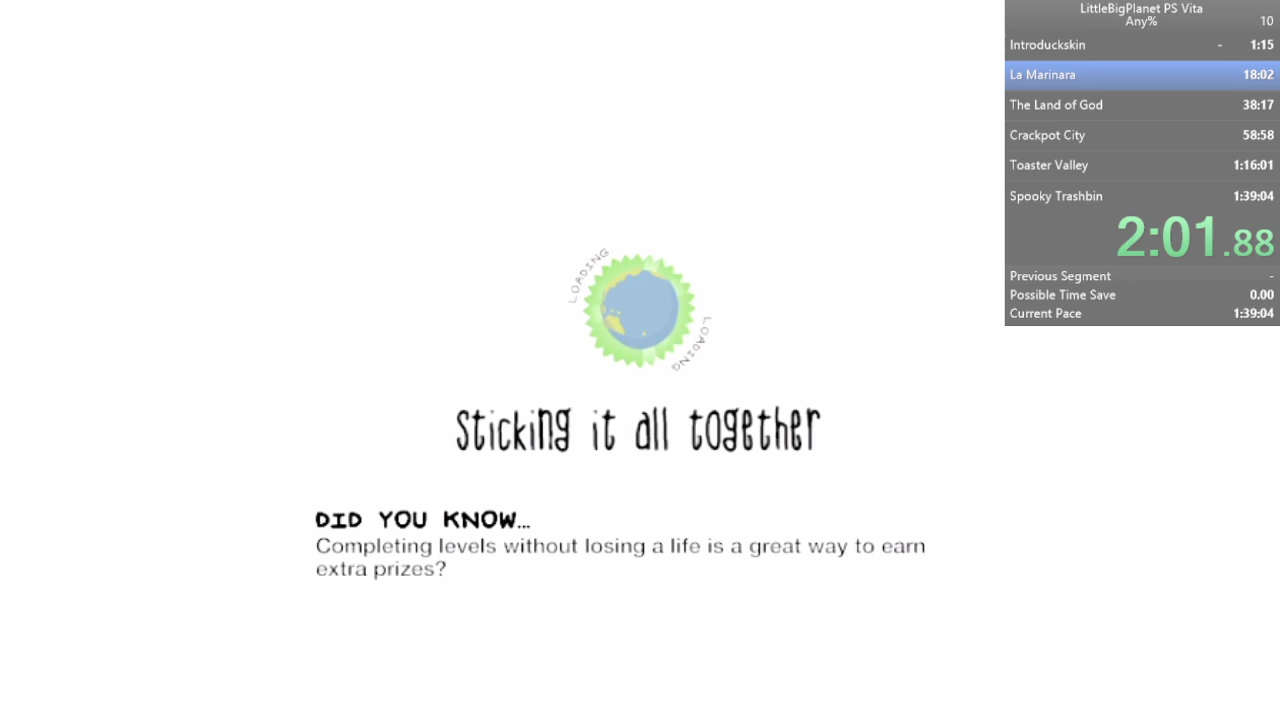 LittleBigPlanet PS Vita
Any% 10
Introduckskin - 1:15
La Marinara 18:02
The Land of God 38:17
Crackpot City 58:58
Toaster Valley 1:16:01
Spooky Trashbin 1:39:04
2:01.88
Previous Segment -
Possible Time Save 0.00
Current Pace 1:39:04
LOADING
LOADING
Sticking it all together
DID YOU KNOW...
Completing levels without losing a life is a great way to earn
extra prizes?